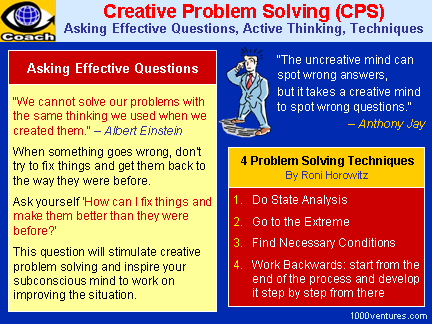 Coach
Creative Problem Solving (CPS)
Asking Effective Questions, Active Thinking, Techniques
Asking Effective Questions
"We cannot solve our problems with
the same thinking we used when we
created them." – Albert Einstein
When something goes wrong, don't
try to fix things and get them back to
the way they were before.
Ask yourself 'How can I fix things and
make them better than they were
before?'
This question will stimulate creative
problem solving and inspire your
subconscious mind to work on
improving the situation.
"The uncreative mind can
spot wrong answers,
but it takes a creative mind
to spot wrong questions."
– Anthony Jay
4 Problem Solving Techniques
By Roni Horowitz
1. Do State Analysis
2. Go to the Extreme
3. Find Necessary Conditions
4. Work Backwards: start from the
end of the process and develop
it step by step from there
1000ventures.com